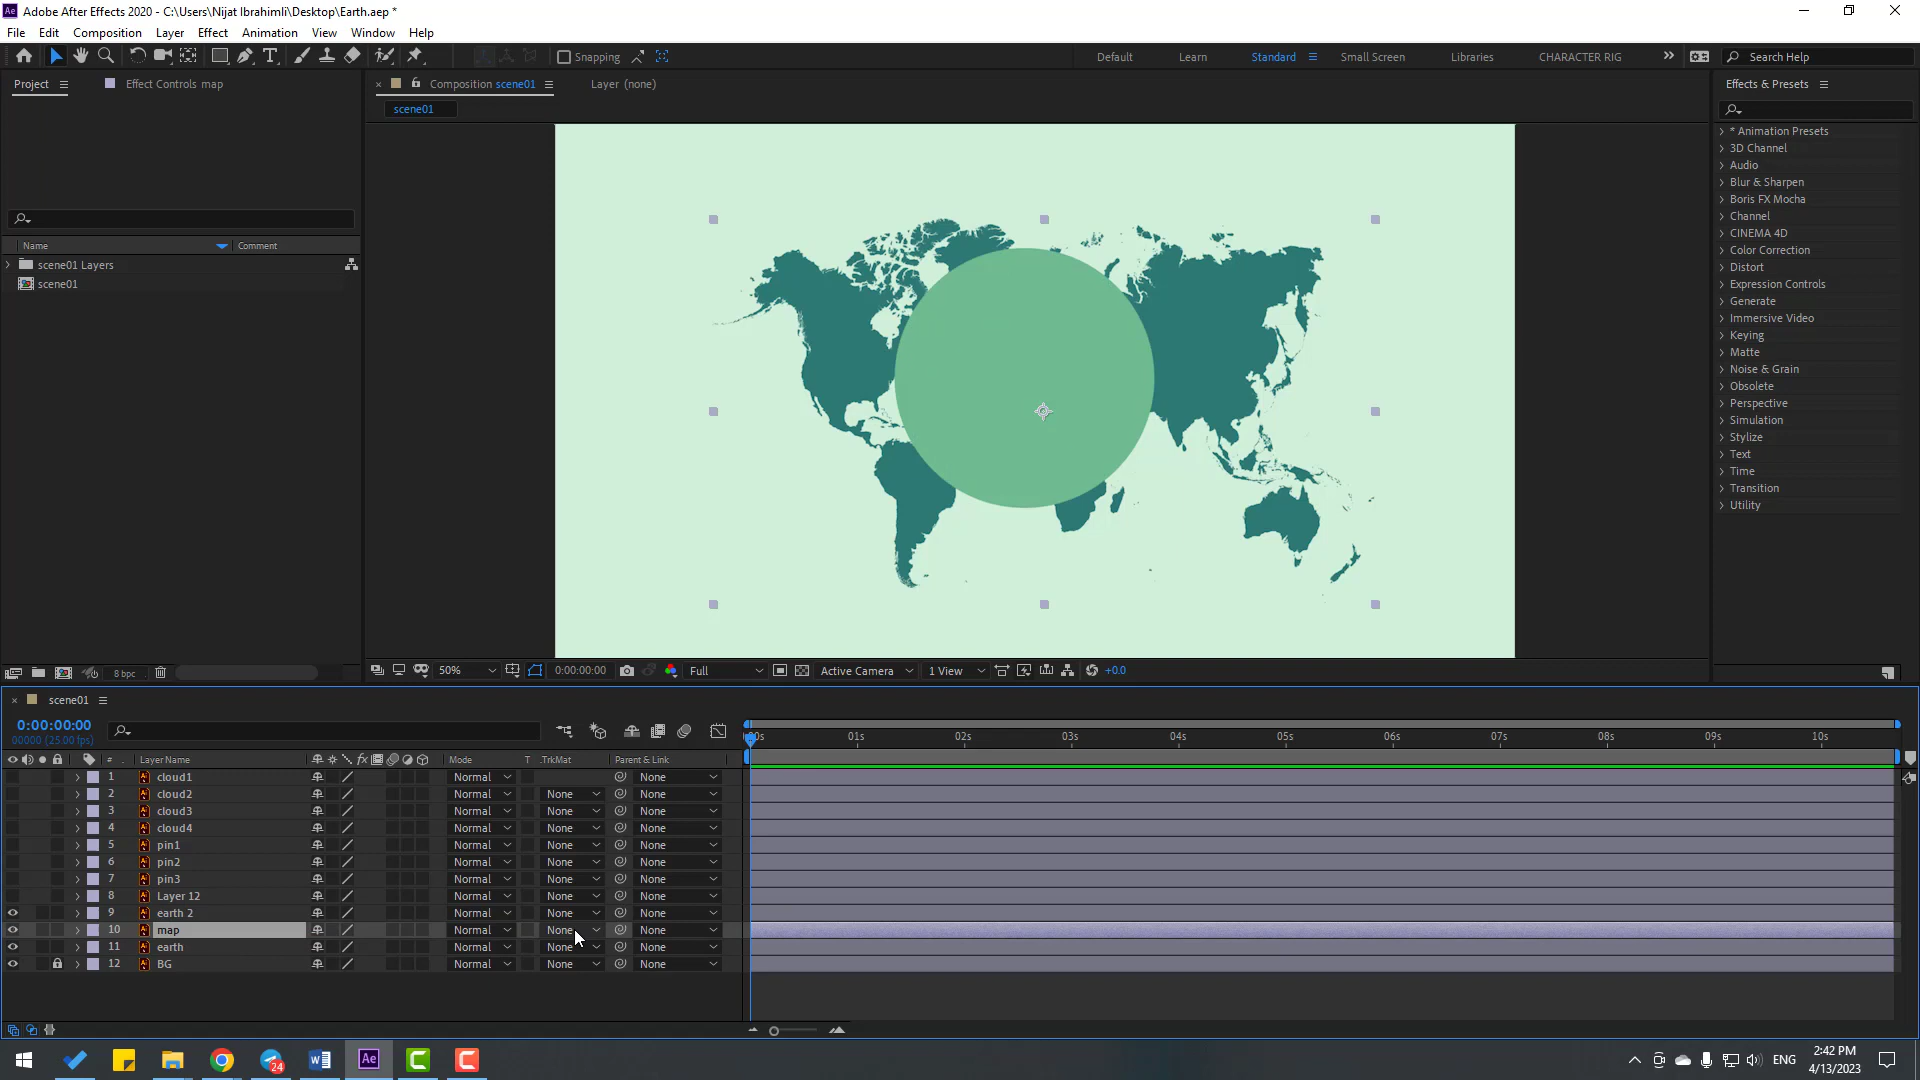 Adobe After Effects 2020 - C:\Users\Nijat Ibrahimli\Desktop\Earth.aep *
File Edit Composition Layer Effect Animation View Window Help
Snapping Default Learn Standard Small Screen Libraries CHARACTER RIG Search Help
Project Effect Controls map Composition scene01 Layer (none) Effects & Presets
scene01
* Animation Presets
3D Channel
Audio
Blur & Sharpen
Boris FX Mocha
Channel
CINEMA 4D
Color Correction
Distort
Expression Controls
Generate
Immersive Video
Keying
Matte
Noise & Grain
Obsolete
Perspective
Simulation
Stylize
Text
Time
Transition
Utility
Name Comment
scene01 Layers
scene01
8 bpc 50% 0:00:00:00 Full Active Camera 1 View +0.0
scene01
0:00:00:00
00000 (25.00 fps)
:00s 01s 02s 03s 04s 05s 06s 07s 08s 09s 10s
# Layer Name fx Mode T .TrkMat Parent & Link
1 cloud1 Normal None
2 cloud2 Normal None None
3 cloud3 Normal None None
4 cloud4 Normal None None
5 pin1 Normal None None
6 pin2 Normal None None
7 pin3 Normal None None
8 Layer 12 Normal None None
9 earth 2 Normal None None
10 map Normal None None
11 earth Normal None None
12 BG Normal None None
24 Ae ENG 2:42 PM
4/13/2023